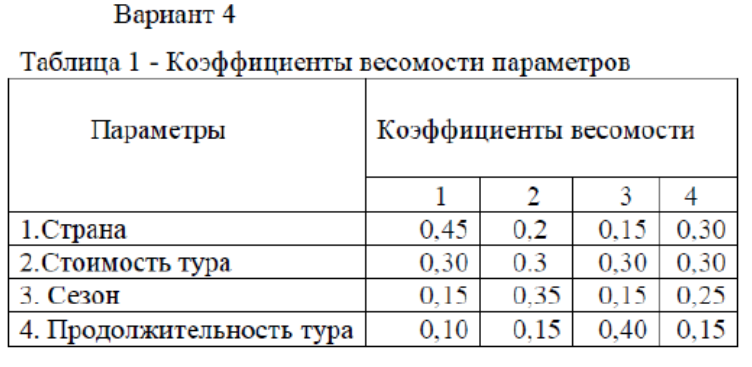 Вариант 4
Таблица 1 - Коэффициенты весомости параметров
Параметры Коэффициенты весомости
1 2 3 4
1.Страна 0,45 0,2 0,15 0,30
2.Стоимость тура 0,30 0.3 0,30 0,30
3. Сезон 0,15 0,35 0,15 0,25
4. Продолжительность тура 0,10 0,15 0,40 0,15